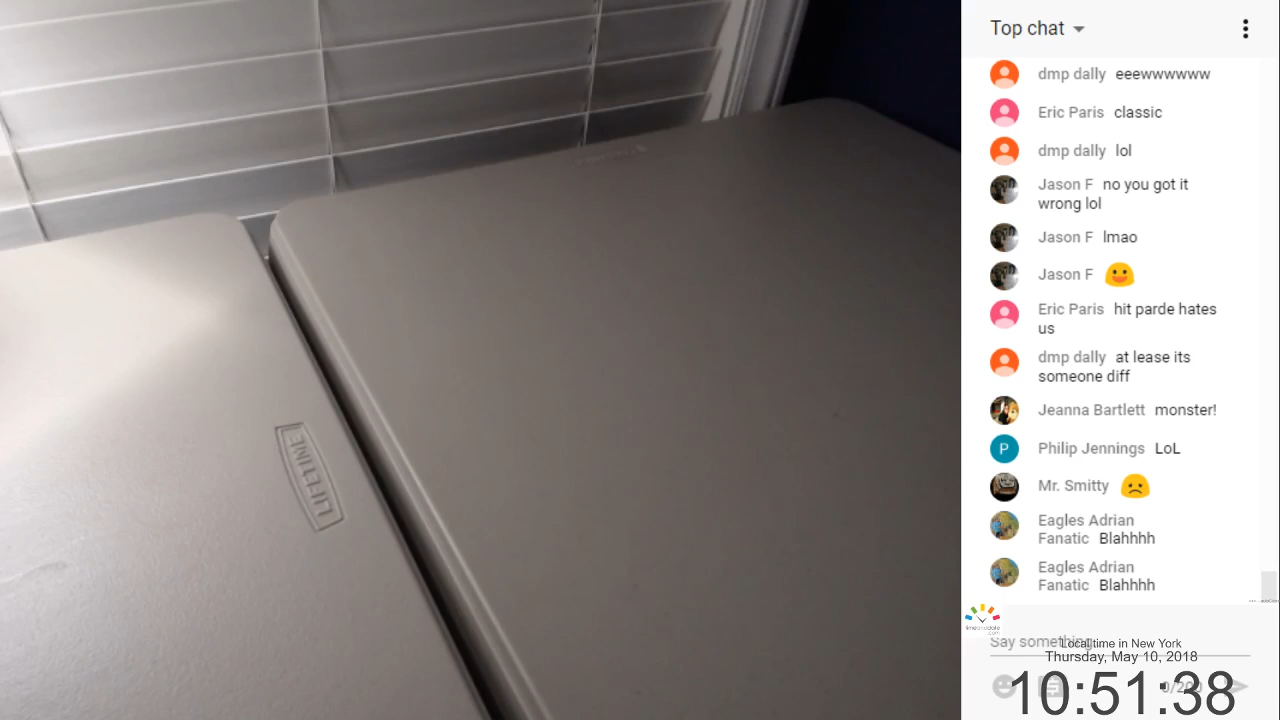 Top chat
dmp dally eeewwwwww
Eric Paris classic
dmp dally lol
Jason F no you got it
wrong lol
Jason F lmao
Jason F
Eric Paris hit parde hates
us
dmp dally at lease its
someone diff
Jeanna Bartlett monster!
P Philip Jennings LoL
Mr. Smitty
Eagles Adrian
Fanatic Blahhhh
Eagles Adrian
Fanatic Blahhhh
Say something...
Local time in New York
Thursday, May 10, 2018
10:51:38
LIFETIME